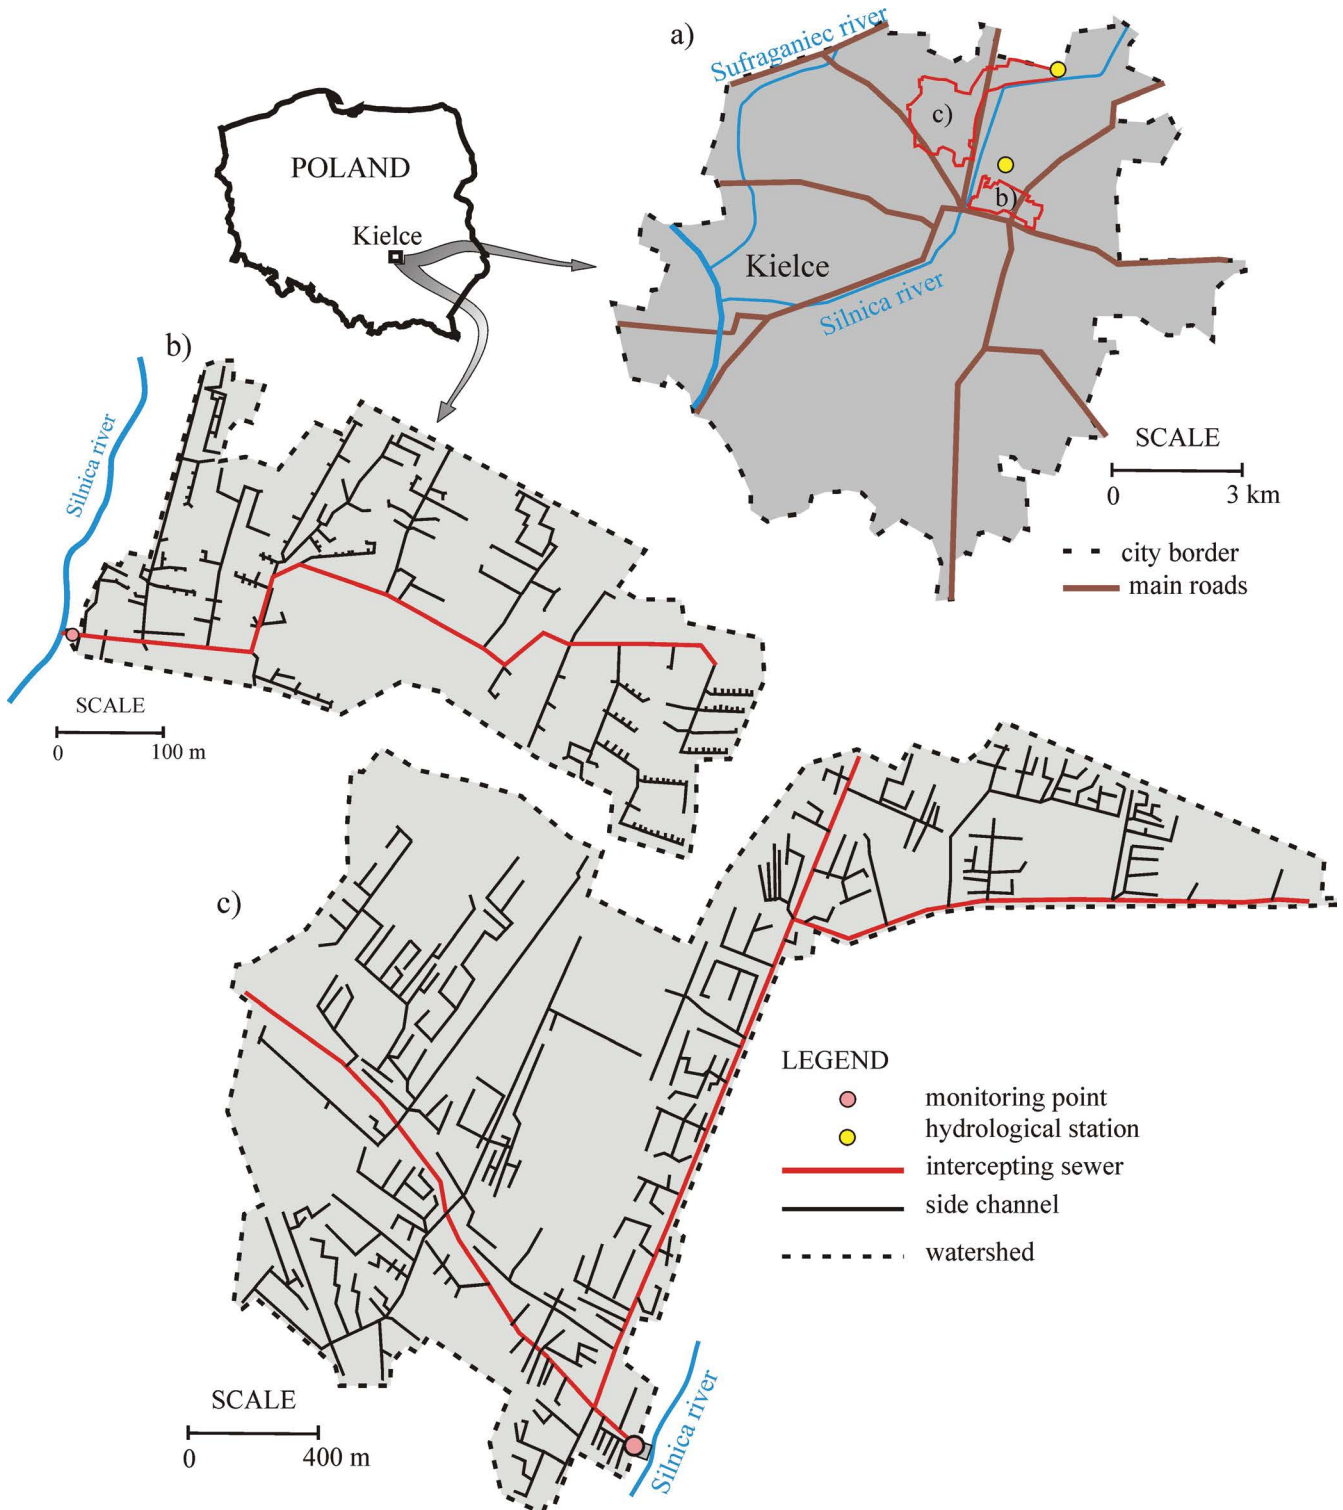 a)
Sufraganiec river
c)
POLAND
b)
Kielce
Kielce
Silnica river
b)
Silnica river
SCALE
0 3 km
city border
main roads
SCALE
0 100 m
c)
LEGEND
monitoring point
hydrological station
intercepting sewer
side channel
watershed
SCALE
0 400 m
Silnica river